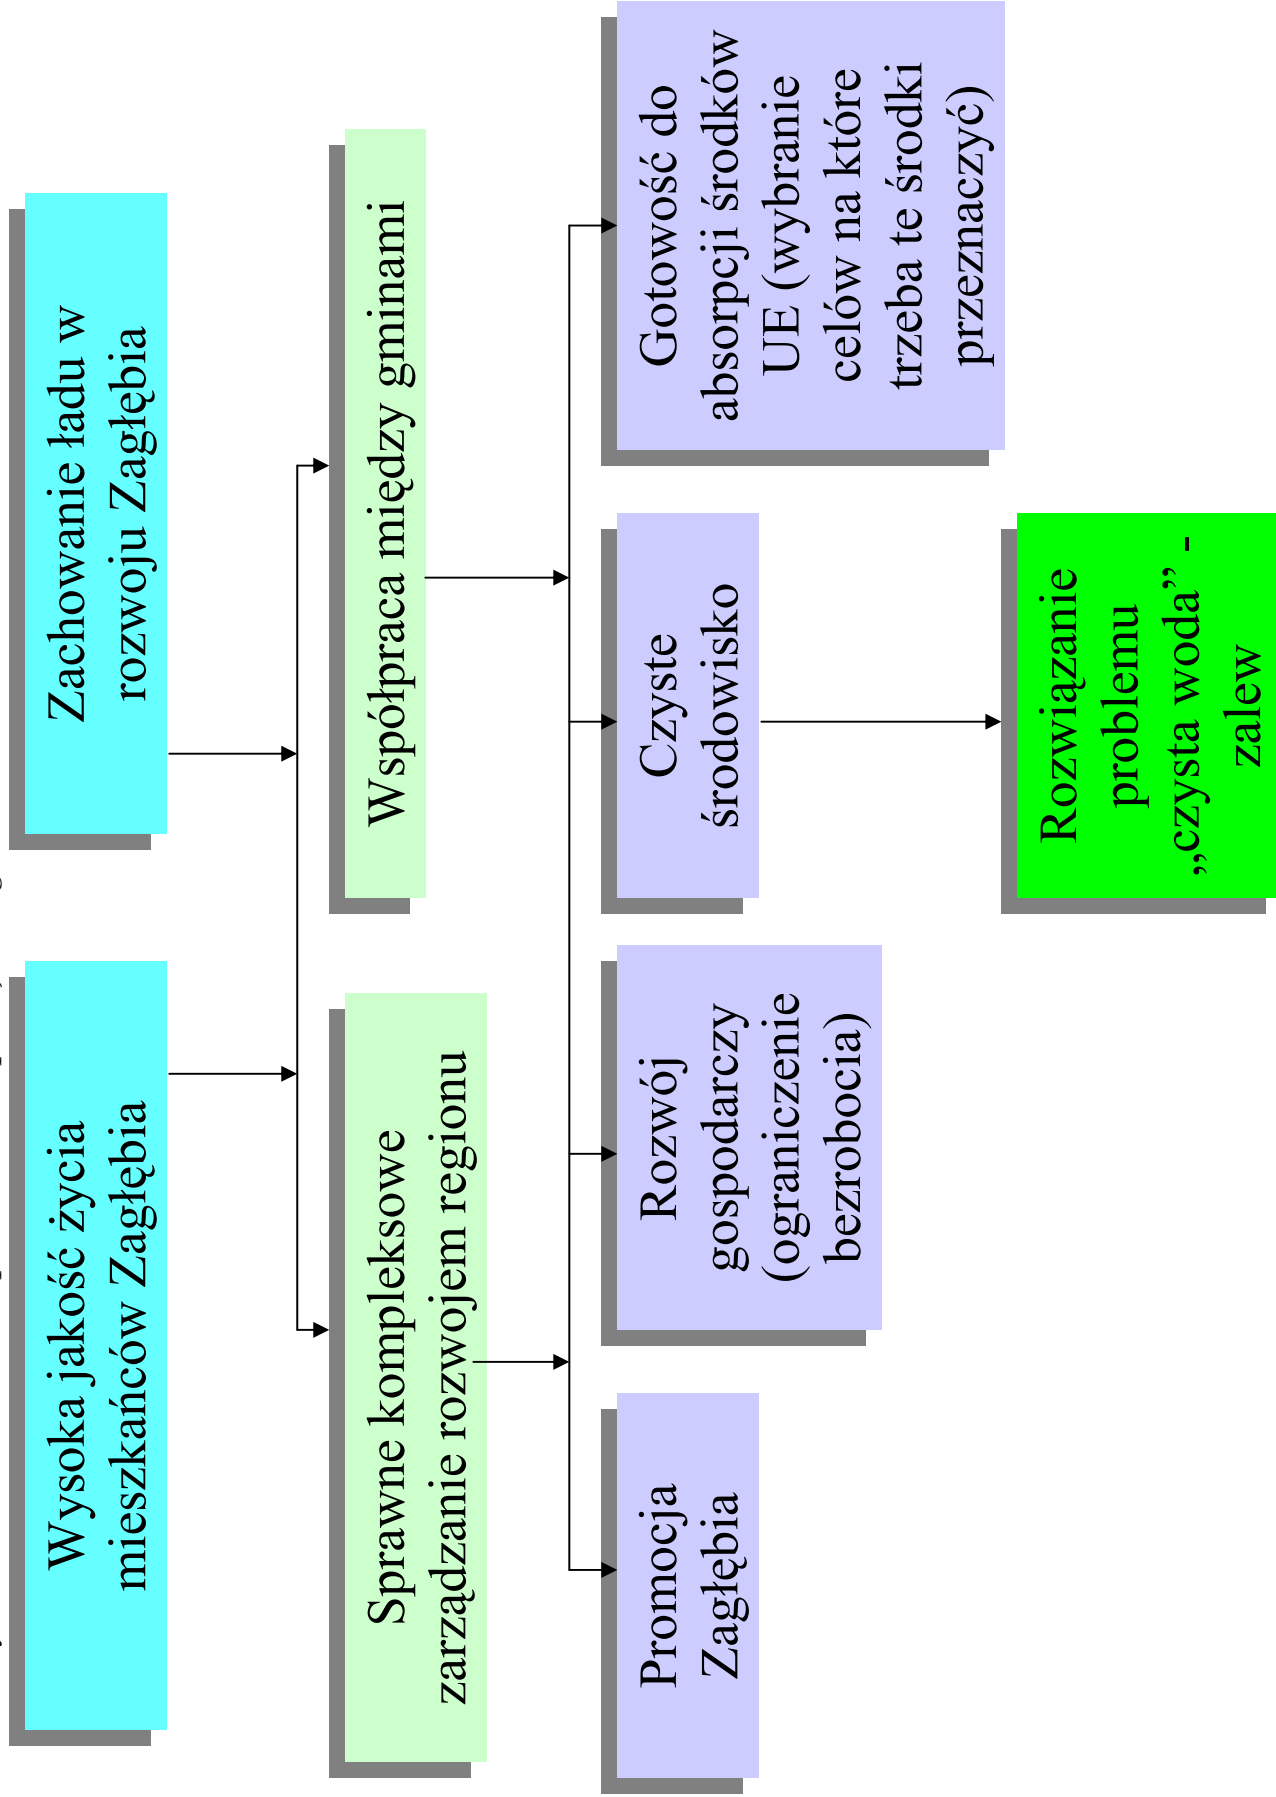 Wysoka jakość życia
mieszkańców Zagłębia
Zachowanie ładu w
rozwoju Zagłębia
Sprawne kompleksowe
zarządzanie rozwojem regionu
Współpraca między gminami
Promocja
Zagłębia
Rozwój
gospodarczy
(ograniczenie
bezrobocia)
Czyste
środowisko
Gotowość do
absorpcji środków
UE (wybranie
celów na które
trzeba te środki
przeznaczyć)
Rozwiązanie
problemu
„czysta woda” -
zalew